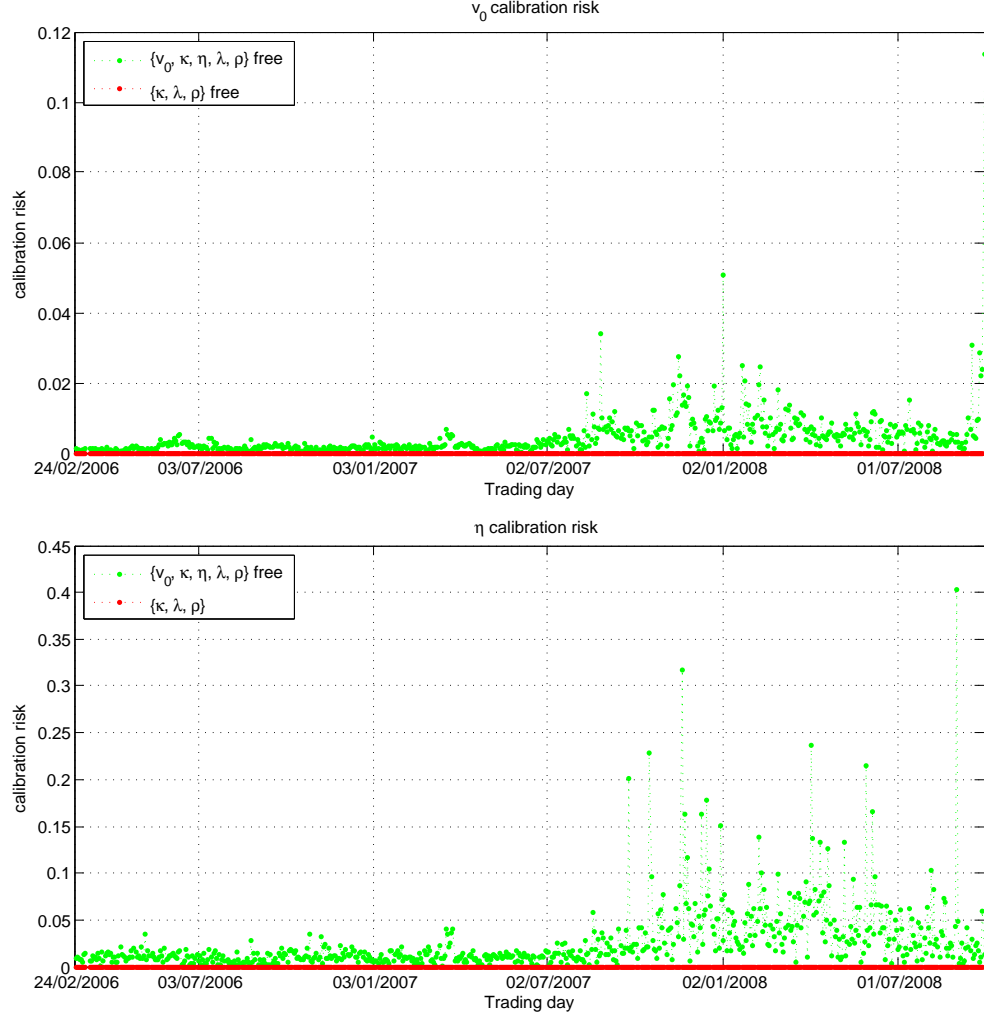 v₀ calibration risk
0.12
{v₀, κ, η, λ, ρ} free
{κ, λ, ρ} free
0.1
0.08
calibration risk
0.06
0.04
0.02
0
24/02/2006 03/07/2006 03/01/2007 02/07/2007 02/01/2008 01/07/2008
Trading day
η calibration risk
0.45
{v₀, κ, η, λ, ρ} free
{κ, λ, ρ}
0.4
0.35
0.3
calibration risk
0.25
0.2
0.15
0.1
0.05
0
24/02/2006 03/07/2006 03/01/2007 02/07/2007 02/01/2008 01/07/2008
Trading day